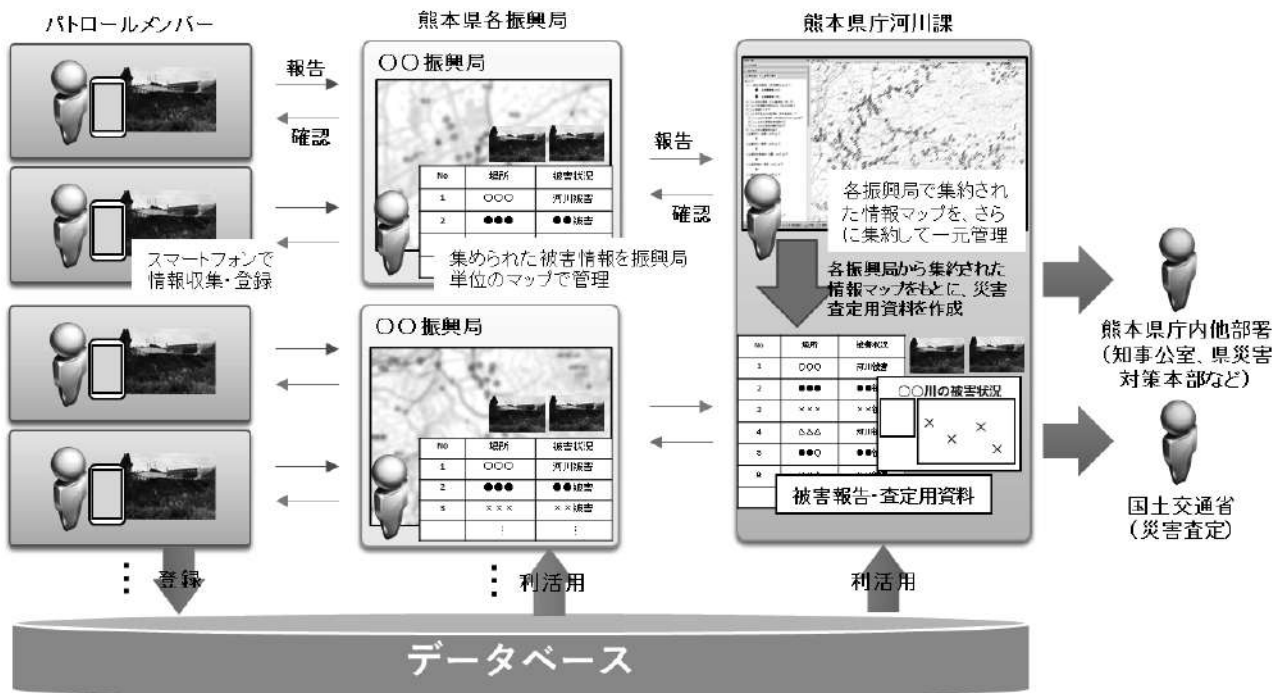 パトロールメンバー
熊本県各振興局
熊本県庁河川課
報告
確認
スマートフォンで
情報収集・登録
〇〇振興局
No 場所 被害状況
1 〇〇〇 河川被害
2 ●●● ●●被害
集められた被害情報を振興局
単位のマップで管理
〇〇振興局
No 場所 被害状況
1 〇〇〇 河川被害
2 ●●● ●●被害
3 ××× ××被害
⋮ ⋮
報告
確認
各振興局で集約され
た情報マップを、さら
に集約して一元管理
各振興局から集約された
情報マップをもとに、災害
査定用資料を作成
No 場所 被害状況
1 〇〇〇 河川被害
2 ●●●
3 ×××
4 △△△
5 ●●〇
〇〇川の被害状況
被害報告・査定用資料
熊本県庁内他部署
(知事公室、県災害
対策本部など)
国土交通省
(災害査定)
登録
利活用
利活用
データベース